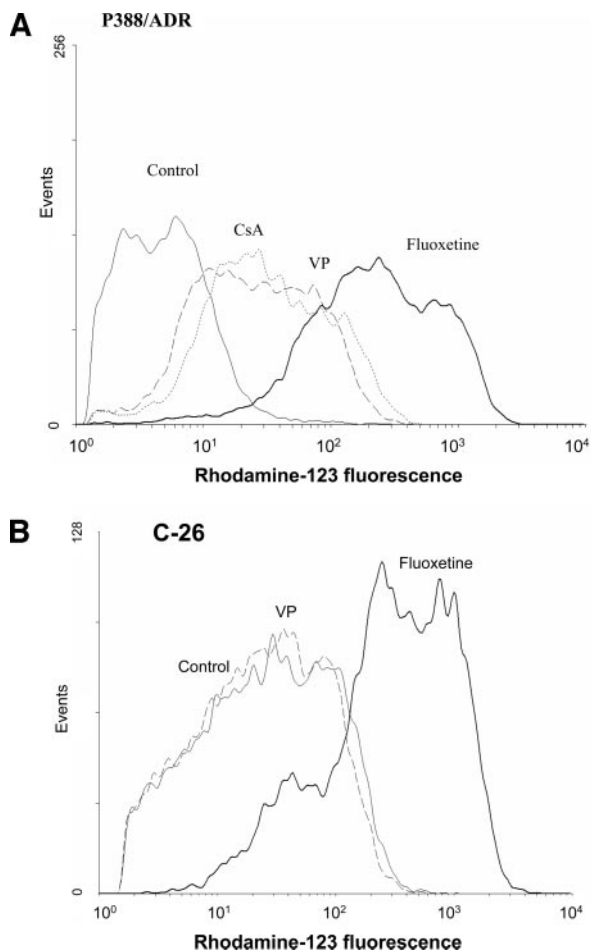 A
P388/ADR
256
Events
0
Control
CsA
VP
Fluoxetine
10⁰ 10¹ 10² 10³ 10⁴
Rhodamine-123 fluorescence
B
C-26
128
Events
0
Control
VP
Fluoxetine
10⁰ 10¹ 10² 10³ 10⁴
Rhodamine-123 fluorescence